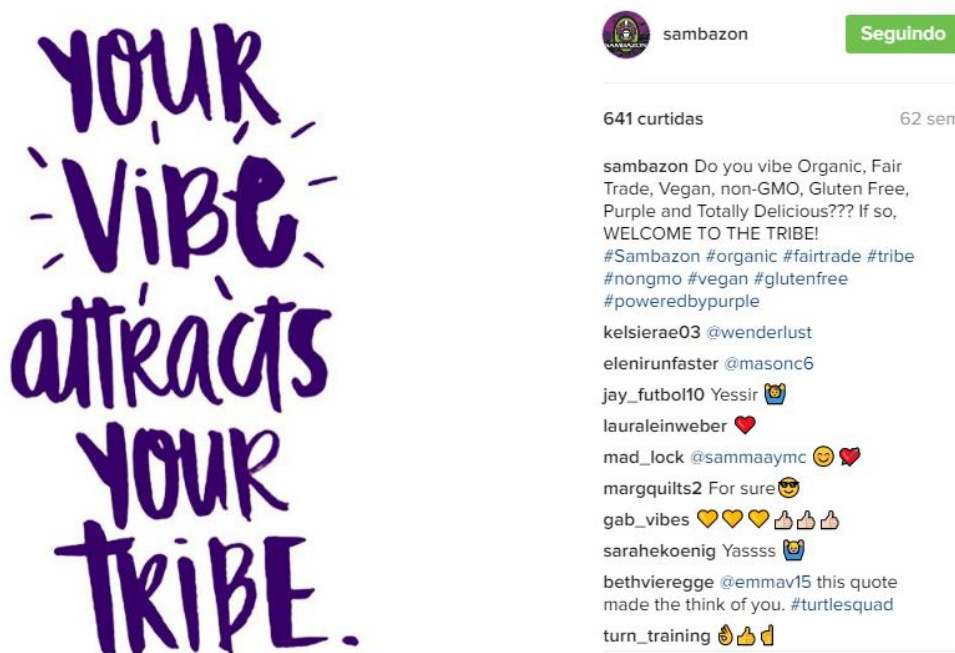 YOUR
ViBe
attRacts
YOUR
TRiBE.
SAMBAZON
sambazon
Seguindo
641 curtidas
62 sem
sambazon Do you vibe Organic, Fair
Trade, Vegan, non-GMO, Gluten Free,
Purple and Totally Delicious??? If so,
WELCOME TO THE TRIBE!
#Sambazon #organic #fairtrade #tribe
#nongmo #vegan #glutenfree
#poweredbypurple
kelsierae03 @wenderlust
elenirunfaster @masonc6
jay_futbol10 Yessir 🙆
lauraleinweber ❤️
mad_lock @sammaaymc 😊 💕
margquilts2 For sure😎
gab_vibes 💛 💛 💛 👍🏻👍🏻👍🏻
sarahekoenig Yassss 🙆
bethvieregge @emmav15 this quote
made the think of you. #turtlesquad
turn_training 👌👍☝️